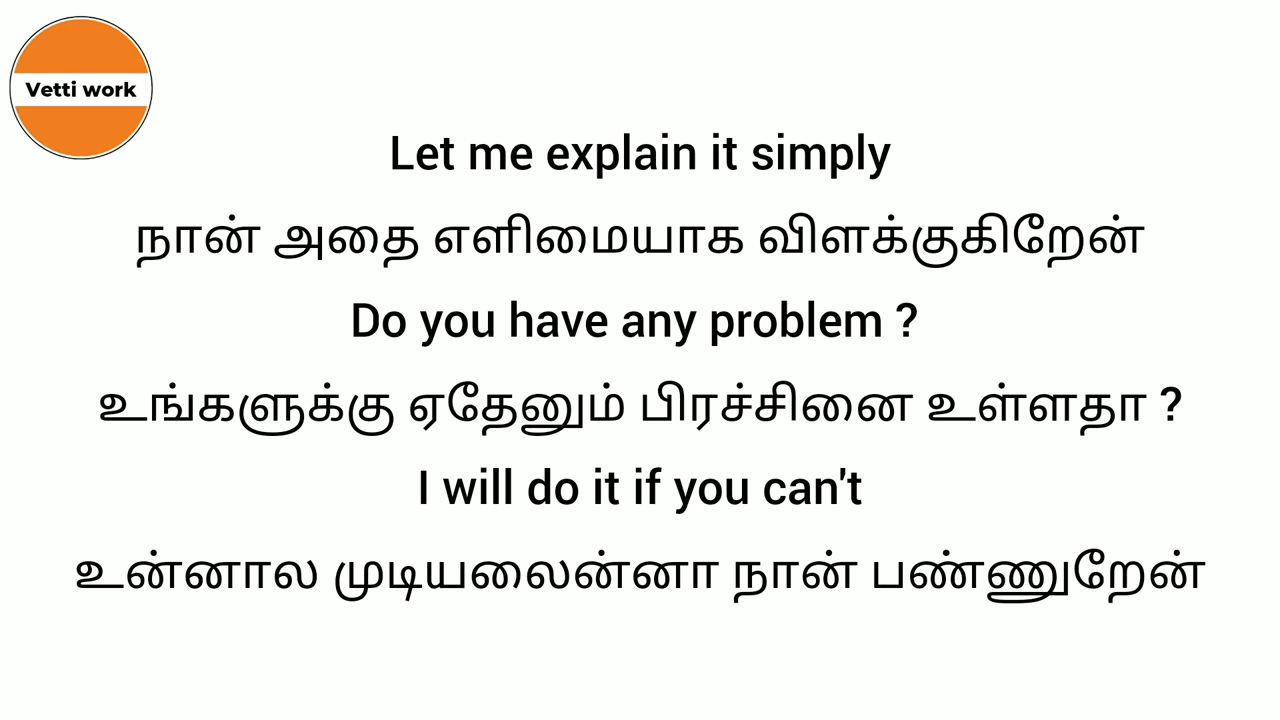 Vetti work
Let me explain it simply
நான் அதை எளிமையாக விளக்குகிறேன்
Do you have any problem ?
உங்களுக்கு ஏதேனும் பிரச்சினை உள்ளதா ?
I will do it if you can't
உன்னால முடியலைன்னா நான் பண்ணுறேன்